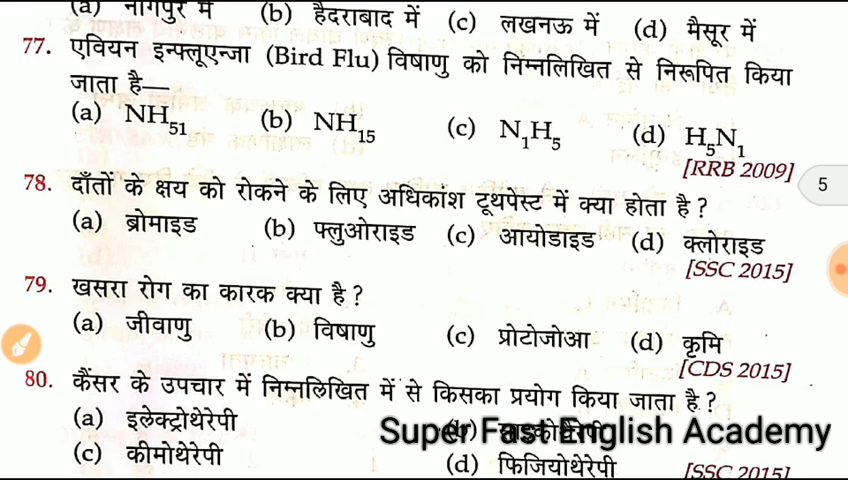 (a) नागपुर में (b) हैदराबाद में (c) लखनऊ में (d) मैसूर में
77. एवियन इन्फ्लूएन्जा (Bird Flu) विषाणु को निम्नलिखित से निरूपित किया
जाता है—
(a) NH51 (b) NH15 (c) N1H5 (d) H5N1
[RRB 2009]
5
78. दाँतों के क्षय को रोकने के लिए अधिकांश टूथपेस्ट में क्या होता है?
(a) ब्रोमाइड (b) फ्लुओराइड (c) आयोडाइड (d) क्लोराइड
[SSC 2015]
79. खसरा रोग का कारक क्या है?
(a) जीवाणु (b) विषाणु (c) प्रोटोजोआ (d) कृमि
[CDS 2015]
80. कैंसर के उपचार में निम्नलिखित में से किसका प्रयोग किया जाता है?
(a) इलेक्ट्रोथेरेपी (b)
Super Fast English Academy
(c) कीमोथेरेपी (d) फिजियोथेरेपी [SSC 2015]